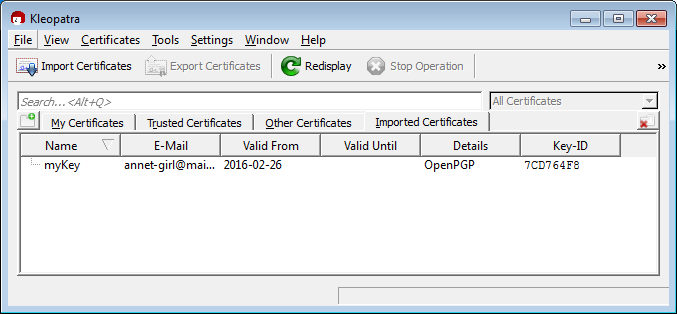 Kleopatra
File View Certificates Tools Settings Window Help
Import Certificates Export Certificates Redisplay Stop Operation »
Search...<Alt+Q> All Certificates
My Certificates Trusted Certificates Other Certificates Imported Certificates
Name E-Mail Valid From Valid Until Details Key-ID
myKey annet-girl@mai... 2016-02-26 OpenPGP 7CD764F8